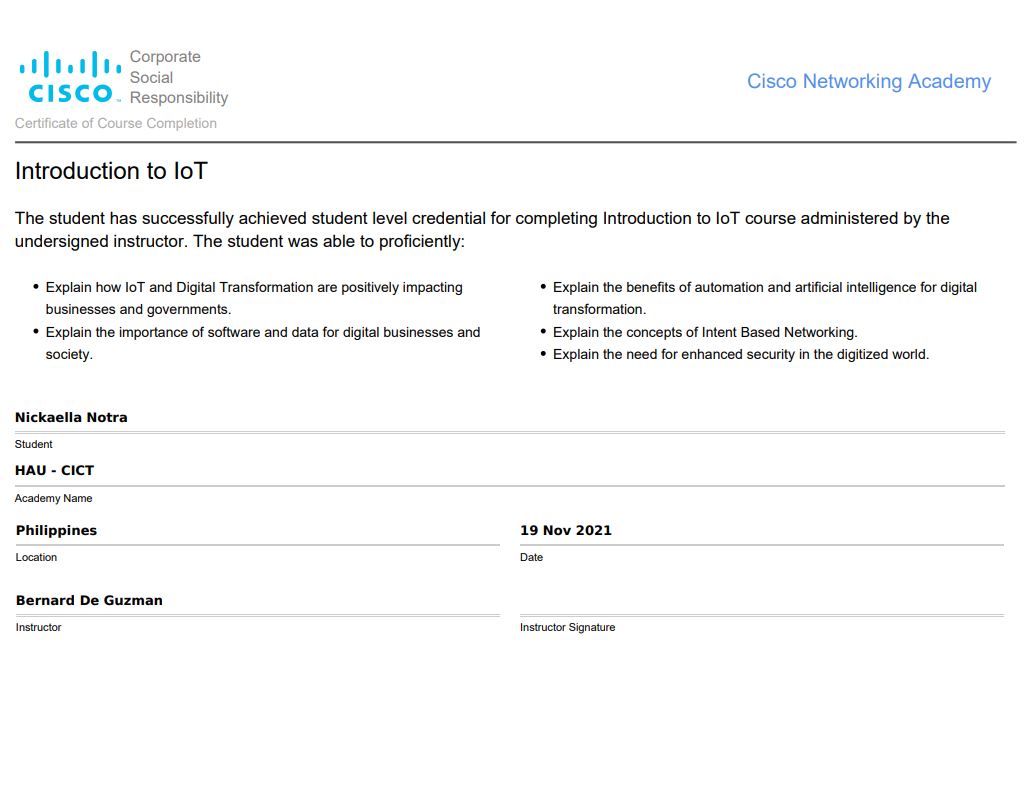 Corporate
Social
Responsibility
CISCO
Cisco Networking Academy
Certificate of Course Completion
Introduction to IoT
The student has successfully achieved student level credential for completing Introduction to IoT course administered by the
undersigned instructor. The student was able to proficiently:
• Explain how IoT and Digital Transformation are positively impacting
businesses and governments.
• Explain the importance of software and data for digital businesses and
society.
• Explain the benefits of automation and artificial intelligence for digital
transformation.
• Explain the concepts of Intent Based Networking.
• Explain the need for enhanced security in the digitized world.
Nickaella Notra
Student
HAU - CICT
Academy Name
Philippines
Location
19 Nov 2021
Date
Bernard De Guzman
Instructor
Instructor Signature